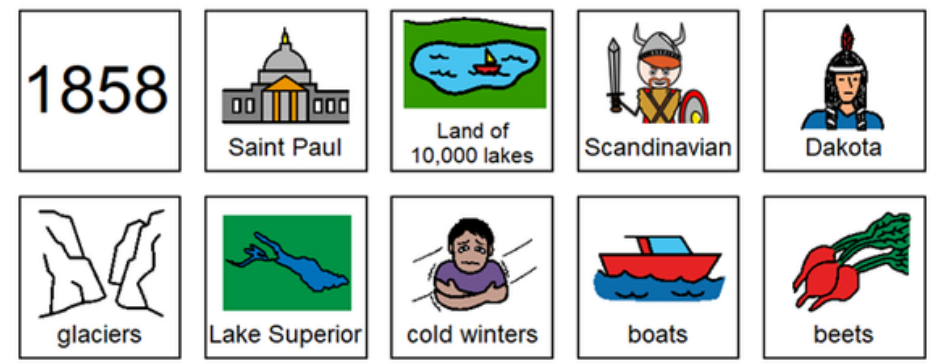 1858
Saint Paul
Land of
10,000 lakes
Scandinavian
Dakota
glaciers
Lake Superior
cold winters
boats
beets